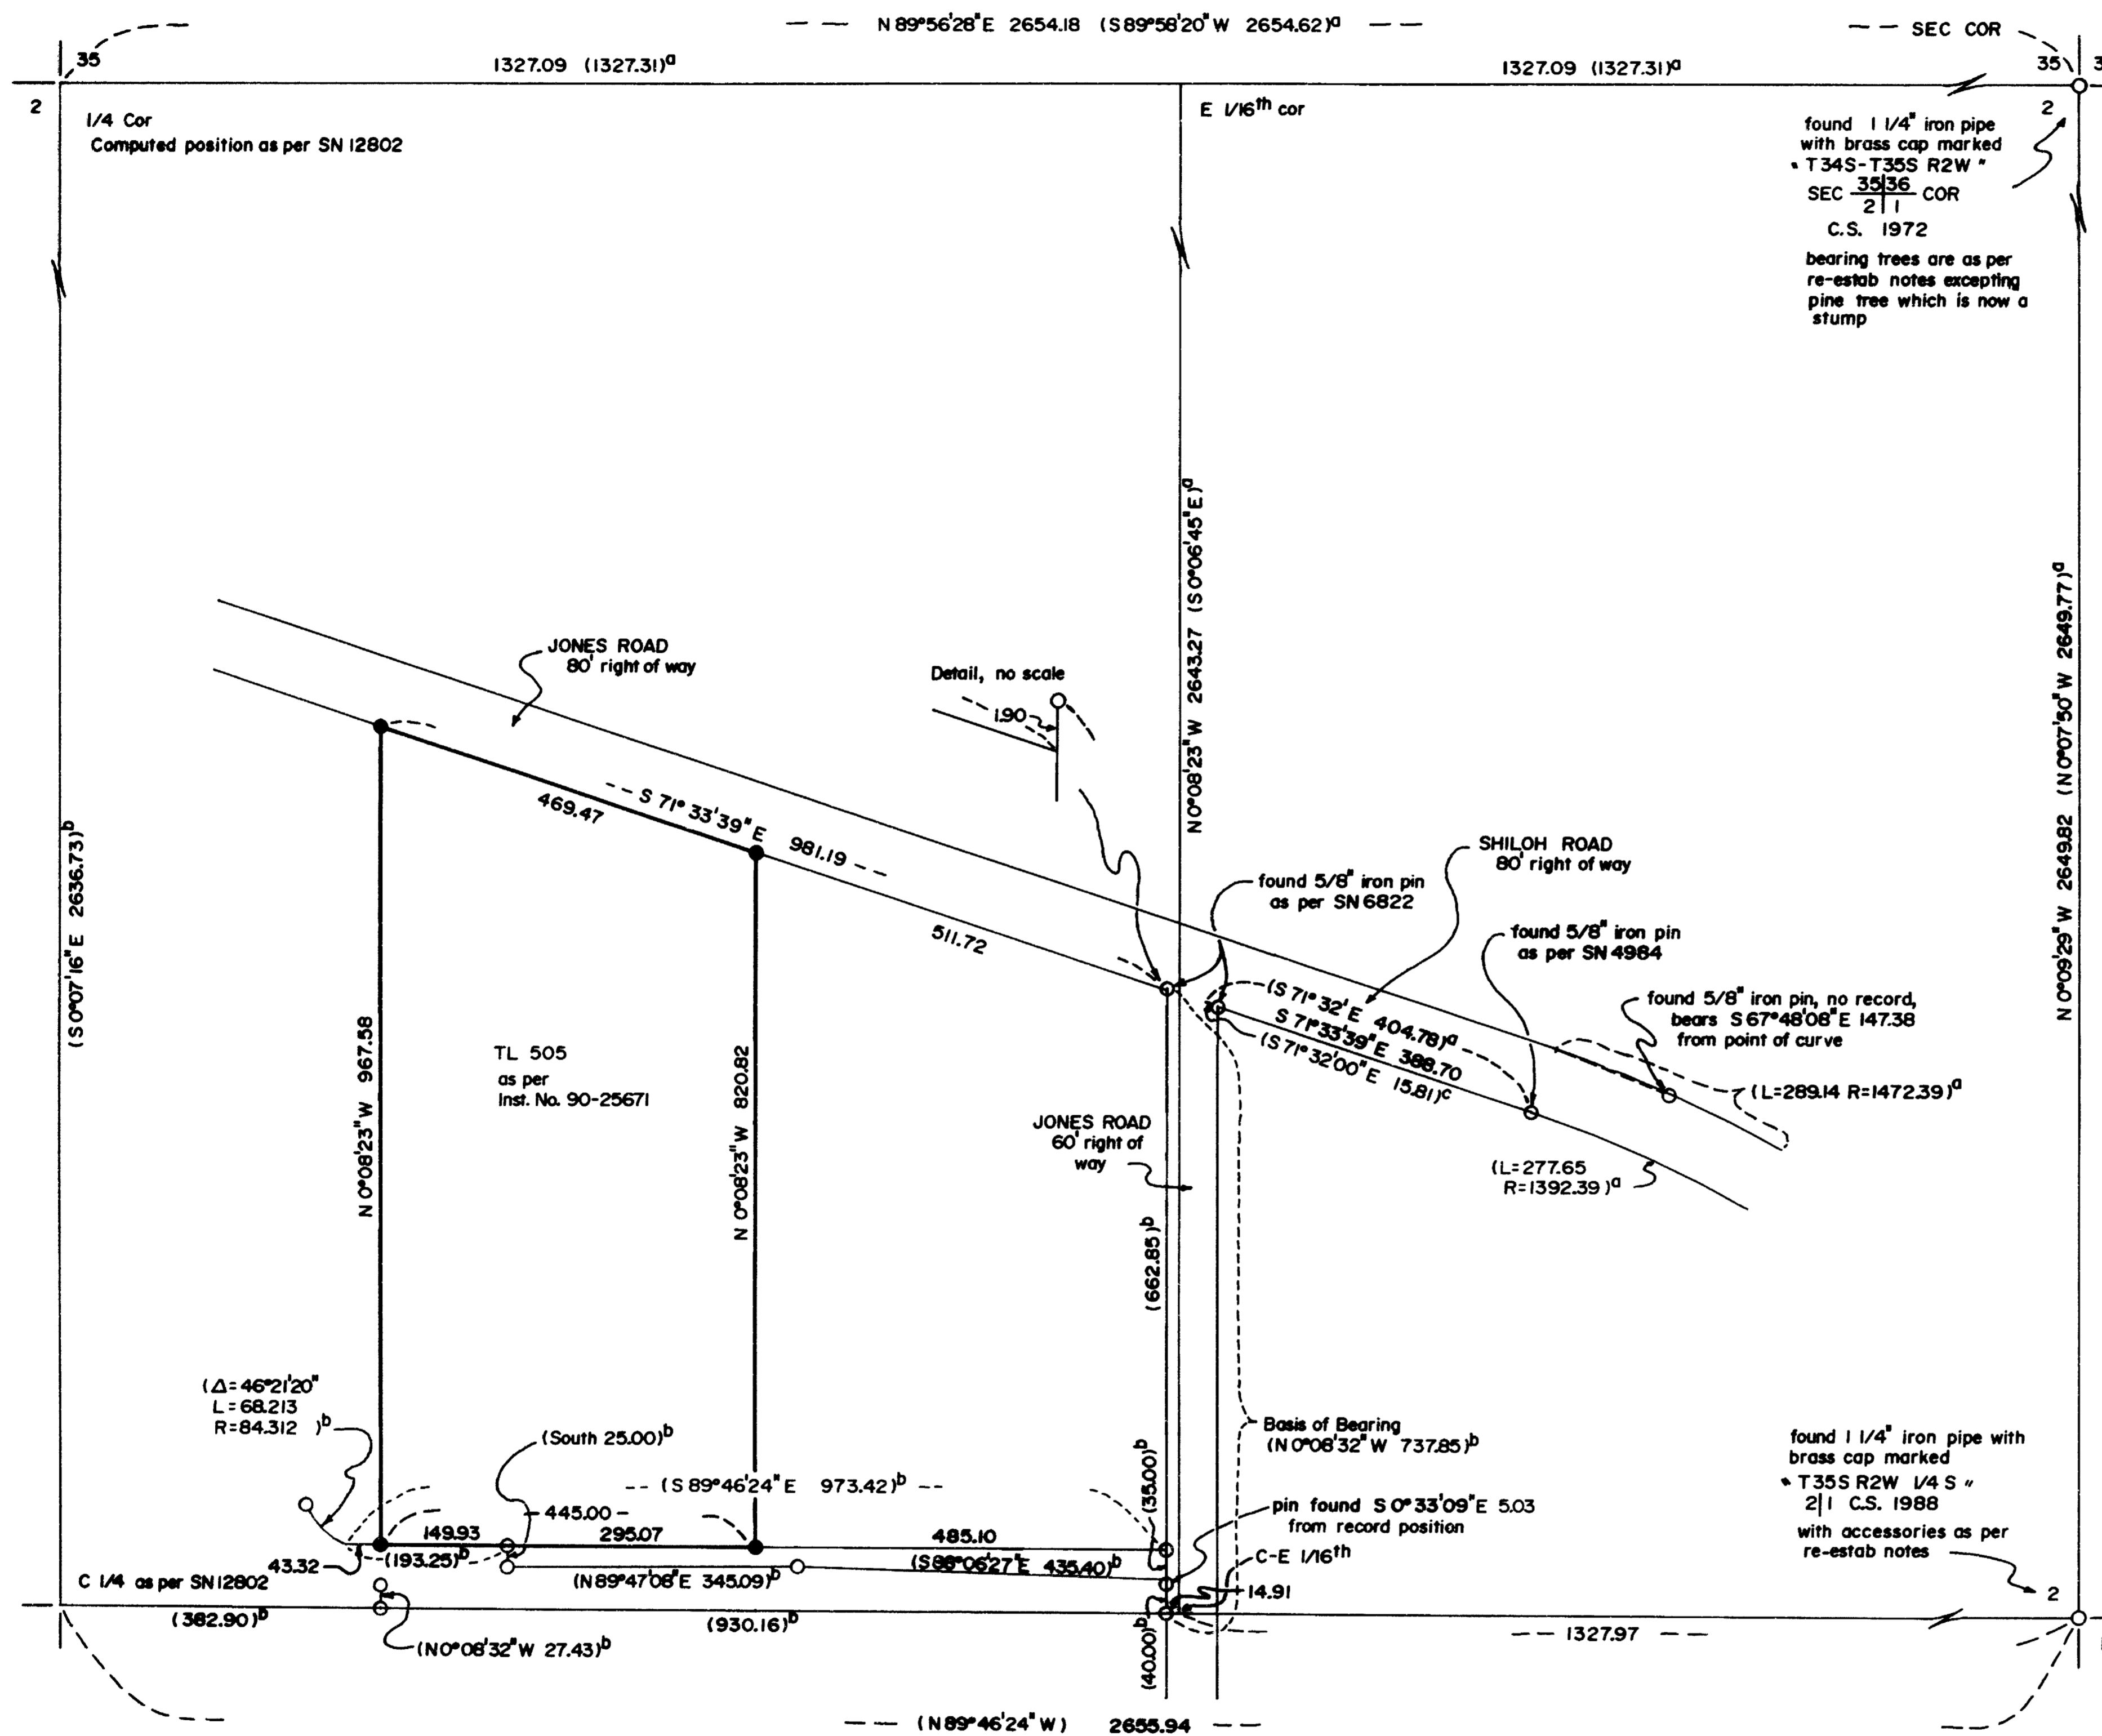 N 89°56'28"E 2654.18 (S 89°58'20"W 2654.62)ᵃ
SEC COR
35
1327.09 (1327.31)ᵃ
1327.09 (1327.31)ᵃ
35
2
1/4 Cor
Computed position as per SN 12802
E 1/16ᵗʰ cor
2
found 1 1/4" iron pipe
with brass cap marked
" T34S-T35S R2W "
SEC 35|36 COR
2|1
C.S. 1972
bearing trees are as per
re-estab notes excepting
pine tree which is now a
stump
N 0°08'23"W 2643.27 (S 0°06'45"E)ᵃ
N 0°09'29"W 2649.82 (N 0°07'50"W 2649.77)ᵃ
(S 0°07'16"E 2636.73)ᵇ
JONES ROAD
80' right of way
Detail, no scale
1.90
S 71°33'39"E 981.19
469.47
511.72
SHILOH ROAD
80' right of way
found 5/8" iron pin
as per SN 6822
found 5/8" iron pin
as per SN 4984
found 5/8" iron pin, no record,
bears S 67°48'08"E 147.38
from point of curve
(S 71°32'E 404.78)ᵃ
S 71°33'39"E 388.70
(S 71°32'00"E 15.81)ᶜ
(L=289.14 R=1472.39)ᵃ
(L=277.65
R=1392.39)ᵃ
N 0°08'23"W 967.58
TL 505
as per
Inst. No. 90-25671
N 0°08'23"W 820.82
JONES ROAD
60' right of
way
(662.85)ᵇ
(Δ=46°21'20"
L=68.213
R=84.312 )ᵇ
(South 25.00)ᵇ
Basis of Bearing
(N 0°08'32"W 737.85)ᵇ
(S 89°46'24"E 973.42)ᵇ
(35.00)ᵇ
445.00
149.93
295.07
485.10
pin found S 0°33'09"E 5.03
from record position
43.32
(193.25)ᵇ
(S 88°06'27"E 435.40)ᵇ
C-E 1/16ᵗʰ
C 1/4 as per SN 12802
(N 89°47'08"E 345.09)ᵇ
14.91
(382.90)ᵇ
(930.16)ᵇ
(N 0°08'32"W 27.43)ᵇ
(40.00)ᵇ
1327.97
found 1 1/4" iron pipe with
brass cap marked
" T35S R2W 1/4 S "
2|1 C.S. 1988
with accessories as per
re-estab notes
2
(N 89°46'24"W) 2655.94